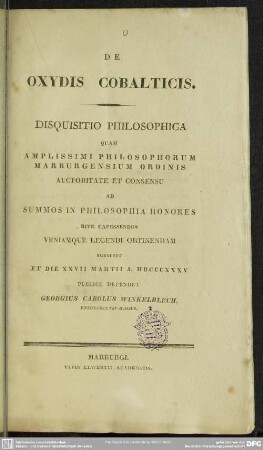 DE
OXYDIS COBALTICIS.
DISQUISITIO PHILOSOPHICA
QUAM
AMPLISSIMI PHILOSOPHORUM
MARBURGENSIUM ORDINIS
AUCTORITATE ET CONSENSU
AD
SUMMOS IN PHILOSOPHIA HONORES
RITE CAPESSENDOS
VENIAMQUE LEGENDI OBTINENDAM
SCRIPSIT
ET DIE XXVII MARTII A. MDCCCXXXV
PUBLICE DEFENDET
GEORGIUS CAROLUS WINKELBLECH,
MARBURGI.
TYPIS ELWERTI ACADEMICIS.
DFG